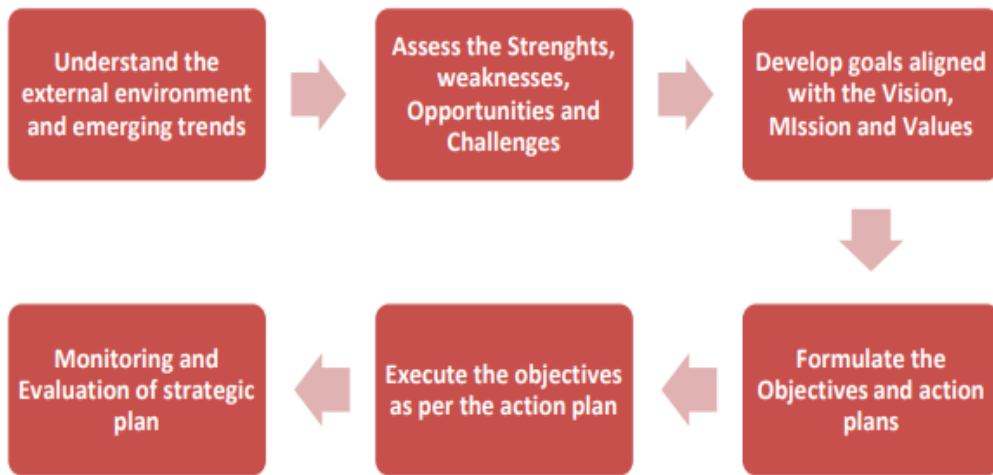 Understand the
external environment
and emerging trends
Assess the Strenghts,
weaknesses,
Opportunities and
Challenges
Develop goals aligned
with the Vision,
MIssion and Values
Formulate the
Objectives and action
plans
Execute the objectives
as per the action plan
Monitoring and
Evaluation of strategic
plan